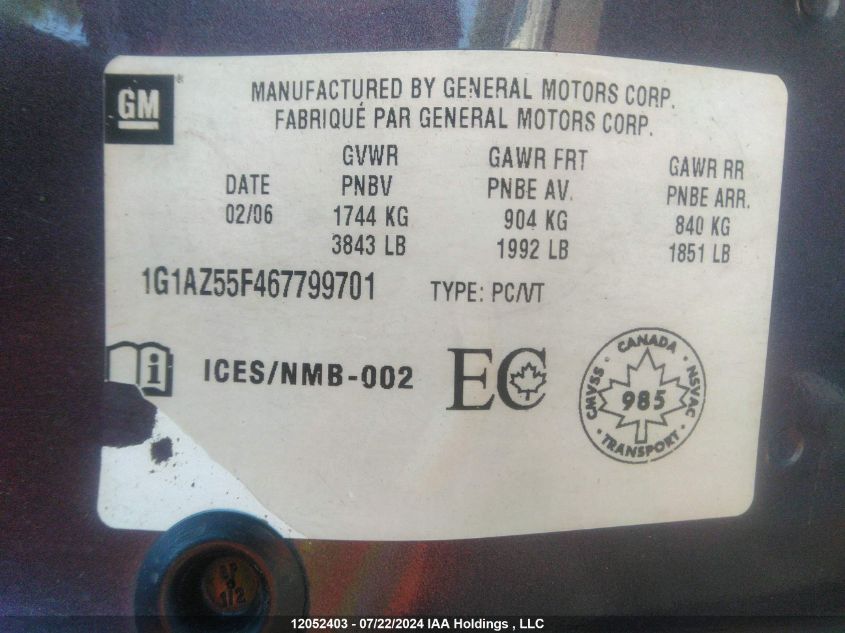 GM
MANUFACTURED BY GENERAL MOTORS CORP.
FABRIQUÉ PAR GENERAL MOTORS CORP.
GVWR GAWR FRT GAWR RR
DATE PNBV PNBE AV. PNBE ARR.
02/06 1744 KG 904 KG 840 KG
3843 LB 1992 LB 1851 LB
1G1AZ55F467799701 TYPE: PC/VT
i ICES/NMB-002 EC
CANADA
CMVSS 985 NSVAC
TRANSPORT
1/2
12052403 - 07/22/2024 IAA Holdings , LLC